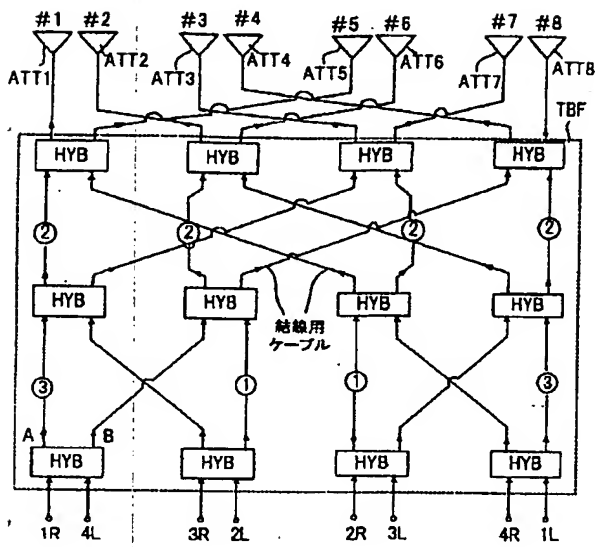 #1 #2 #3 #4 #5 #6 #7 #8
ATT1 ATT2 ATT3 ATT4 ATT5 ATT6 ATT7 ATT8
TBF
HYB HYB HYB HYB
② ② ② ②
HYB HYB HYB HYB
結線用
ケーブル
③ ① ① ③
A B
HYB HYB HYB HYB
1R 4L 3R 2L 2R 3L 4R 1L